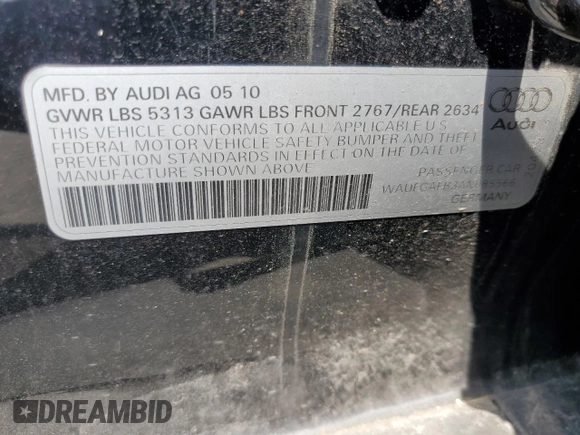 MFD. BY AUDI AG 05 10
GVWR LBS 5313 GAWR LBS FRONT 2767/REAR 2634
THIS VEHICLE CONFORMS TO ALL APPLICABLE U S
FEDERAL MOTOR VEHICLE SAFETY BUMPER AND THEFT
PREVENTION STANDARDS IN EFFECT ON THE DATE OF
MANUFACTURE SHOWN ABOVE
Audi
PASSENGER CAR
GERMANY
DREAMBID